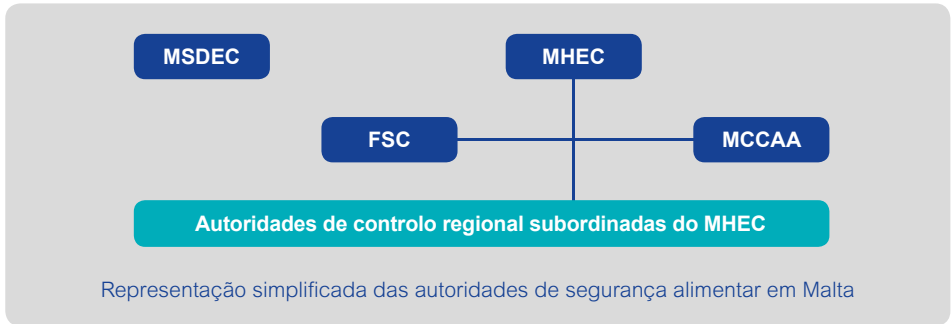 MSDEC
MHEC
FSC
MCCAA
Autoridades de controlo regional subordinadas do MHEC
Representação simplificada das autoridades de segurança alimentar em Malta